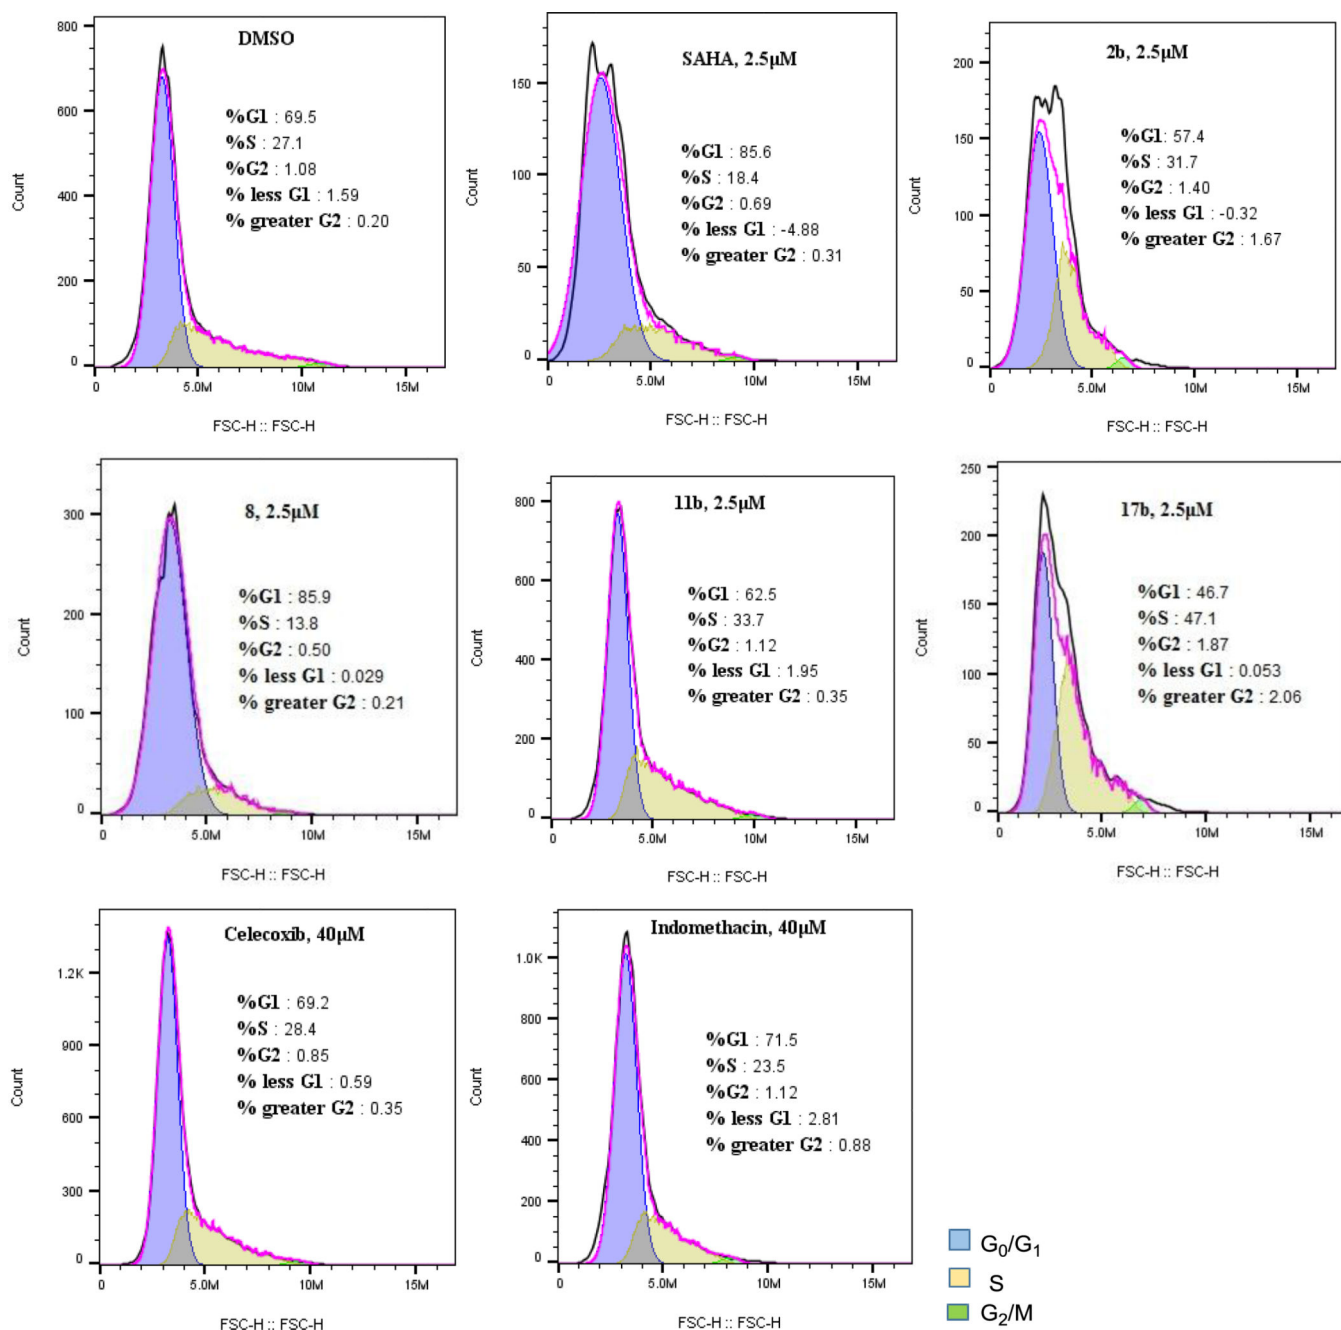 DMSO
%G1 : 69.5
%S : 27.1
%G2 : 1.08
% less G1 : 1.59
% greater G2 : 0.20
800
600
400
200
0
Count
0 5.0M 10M 15M
FSC-H :: FSC-H
SAHA, 2.5µM
%G1 : 85.6
%S : 18.4
%G2 : 0.69
% less G1 : -4.88
% greater G2 : 0.31
150
100
50
0
Count
0 5.0M 10M 15M
FSC-H :: FSC-H
2b, 2.5µM
%G1 : 57.4
%S : 31.7
%G2 : 1.40
% less G1 : -0.32
% greater G2 : 1.67
200
150
100
50
0
Count
0 5.0M 10M 15M
FSC-H :: FSC-H
8, 2.5µM
%G1 : 85.9
%S : 13.8
%G2 : 0.50
% less G1 : 0.029
% greater G2 : 0.21
300
200
100
0
Count
0 5.0M 10M 15M
FSC-H :: FSC-H
11b, 2.5µM
%G1 : 62.5
%S : 33.7
%G2 : 1.12
% less G1 : 1.95
% greater G2 : 0.35
800
600
400
200
0
Count
0 5.0M 10M 15M
FSC-H :: FSC-H
17b, 2.5µM
%G1 : 46.7
%S : 47.1
%G2 : 1.87
% less G1 : 0.053
% greater G2 : 2.06
250
200
150
100
50
0
Count
0 5.0M 10M 15M
FSC-H :: FSC-H
Celecoxib, 40µM
%G1 : 69.2
%S : 28.4
%G2 : 0.85
% less G1 : 0.59
% greater G2 : 0.35
1.2K
900
600
300
0
Count
0 5.0M 10M 15M
FSC-H :: FSC-H
Indomethacin, 40µM
%G1 : 71.5
%S : 23.5
%G2 : 1.12
% less G1 : 2.81
% greater G2 : 0.88
1.0K
800
600
400
200
0
Count
0 5.0M 10M 15M
FSC-H :: FSC-H
G₀/G₁
S
G₂/M